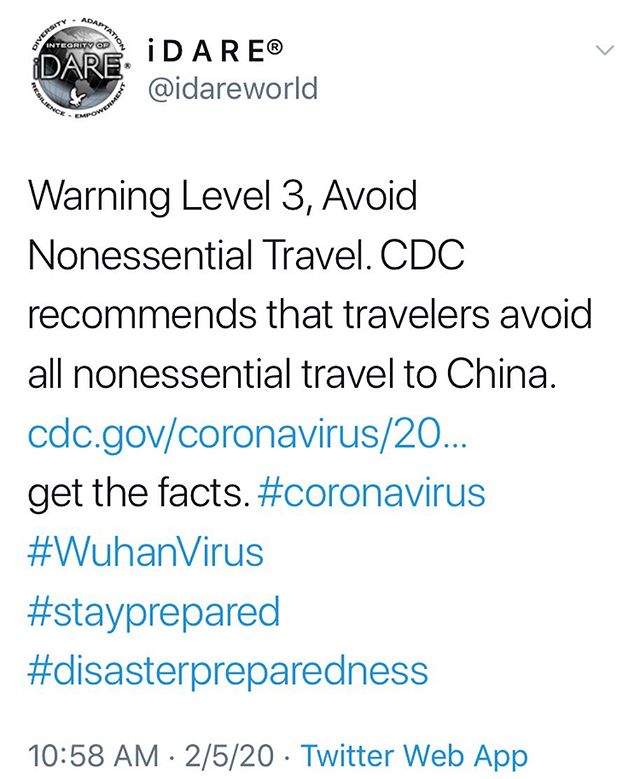 DIVERSITY - ADAPTATION
INTEGRITY OF
iDARE®
RESILIENCE - EMPOWERMENT
iDARE®
@idareworld
Warning Level 3, Avoid
Nonessential Travel. CDC
recommends that travelers avoid
all nonessential travel to China.
cdc.gov/coronavirus/20...
get the facts. #coronavirus
#WuhanVirus
#stayprepared
#disasterpreparedness
10:58 AM · 2/5/20 · Twitter Web App